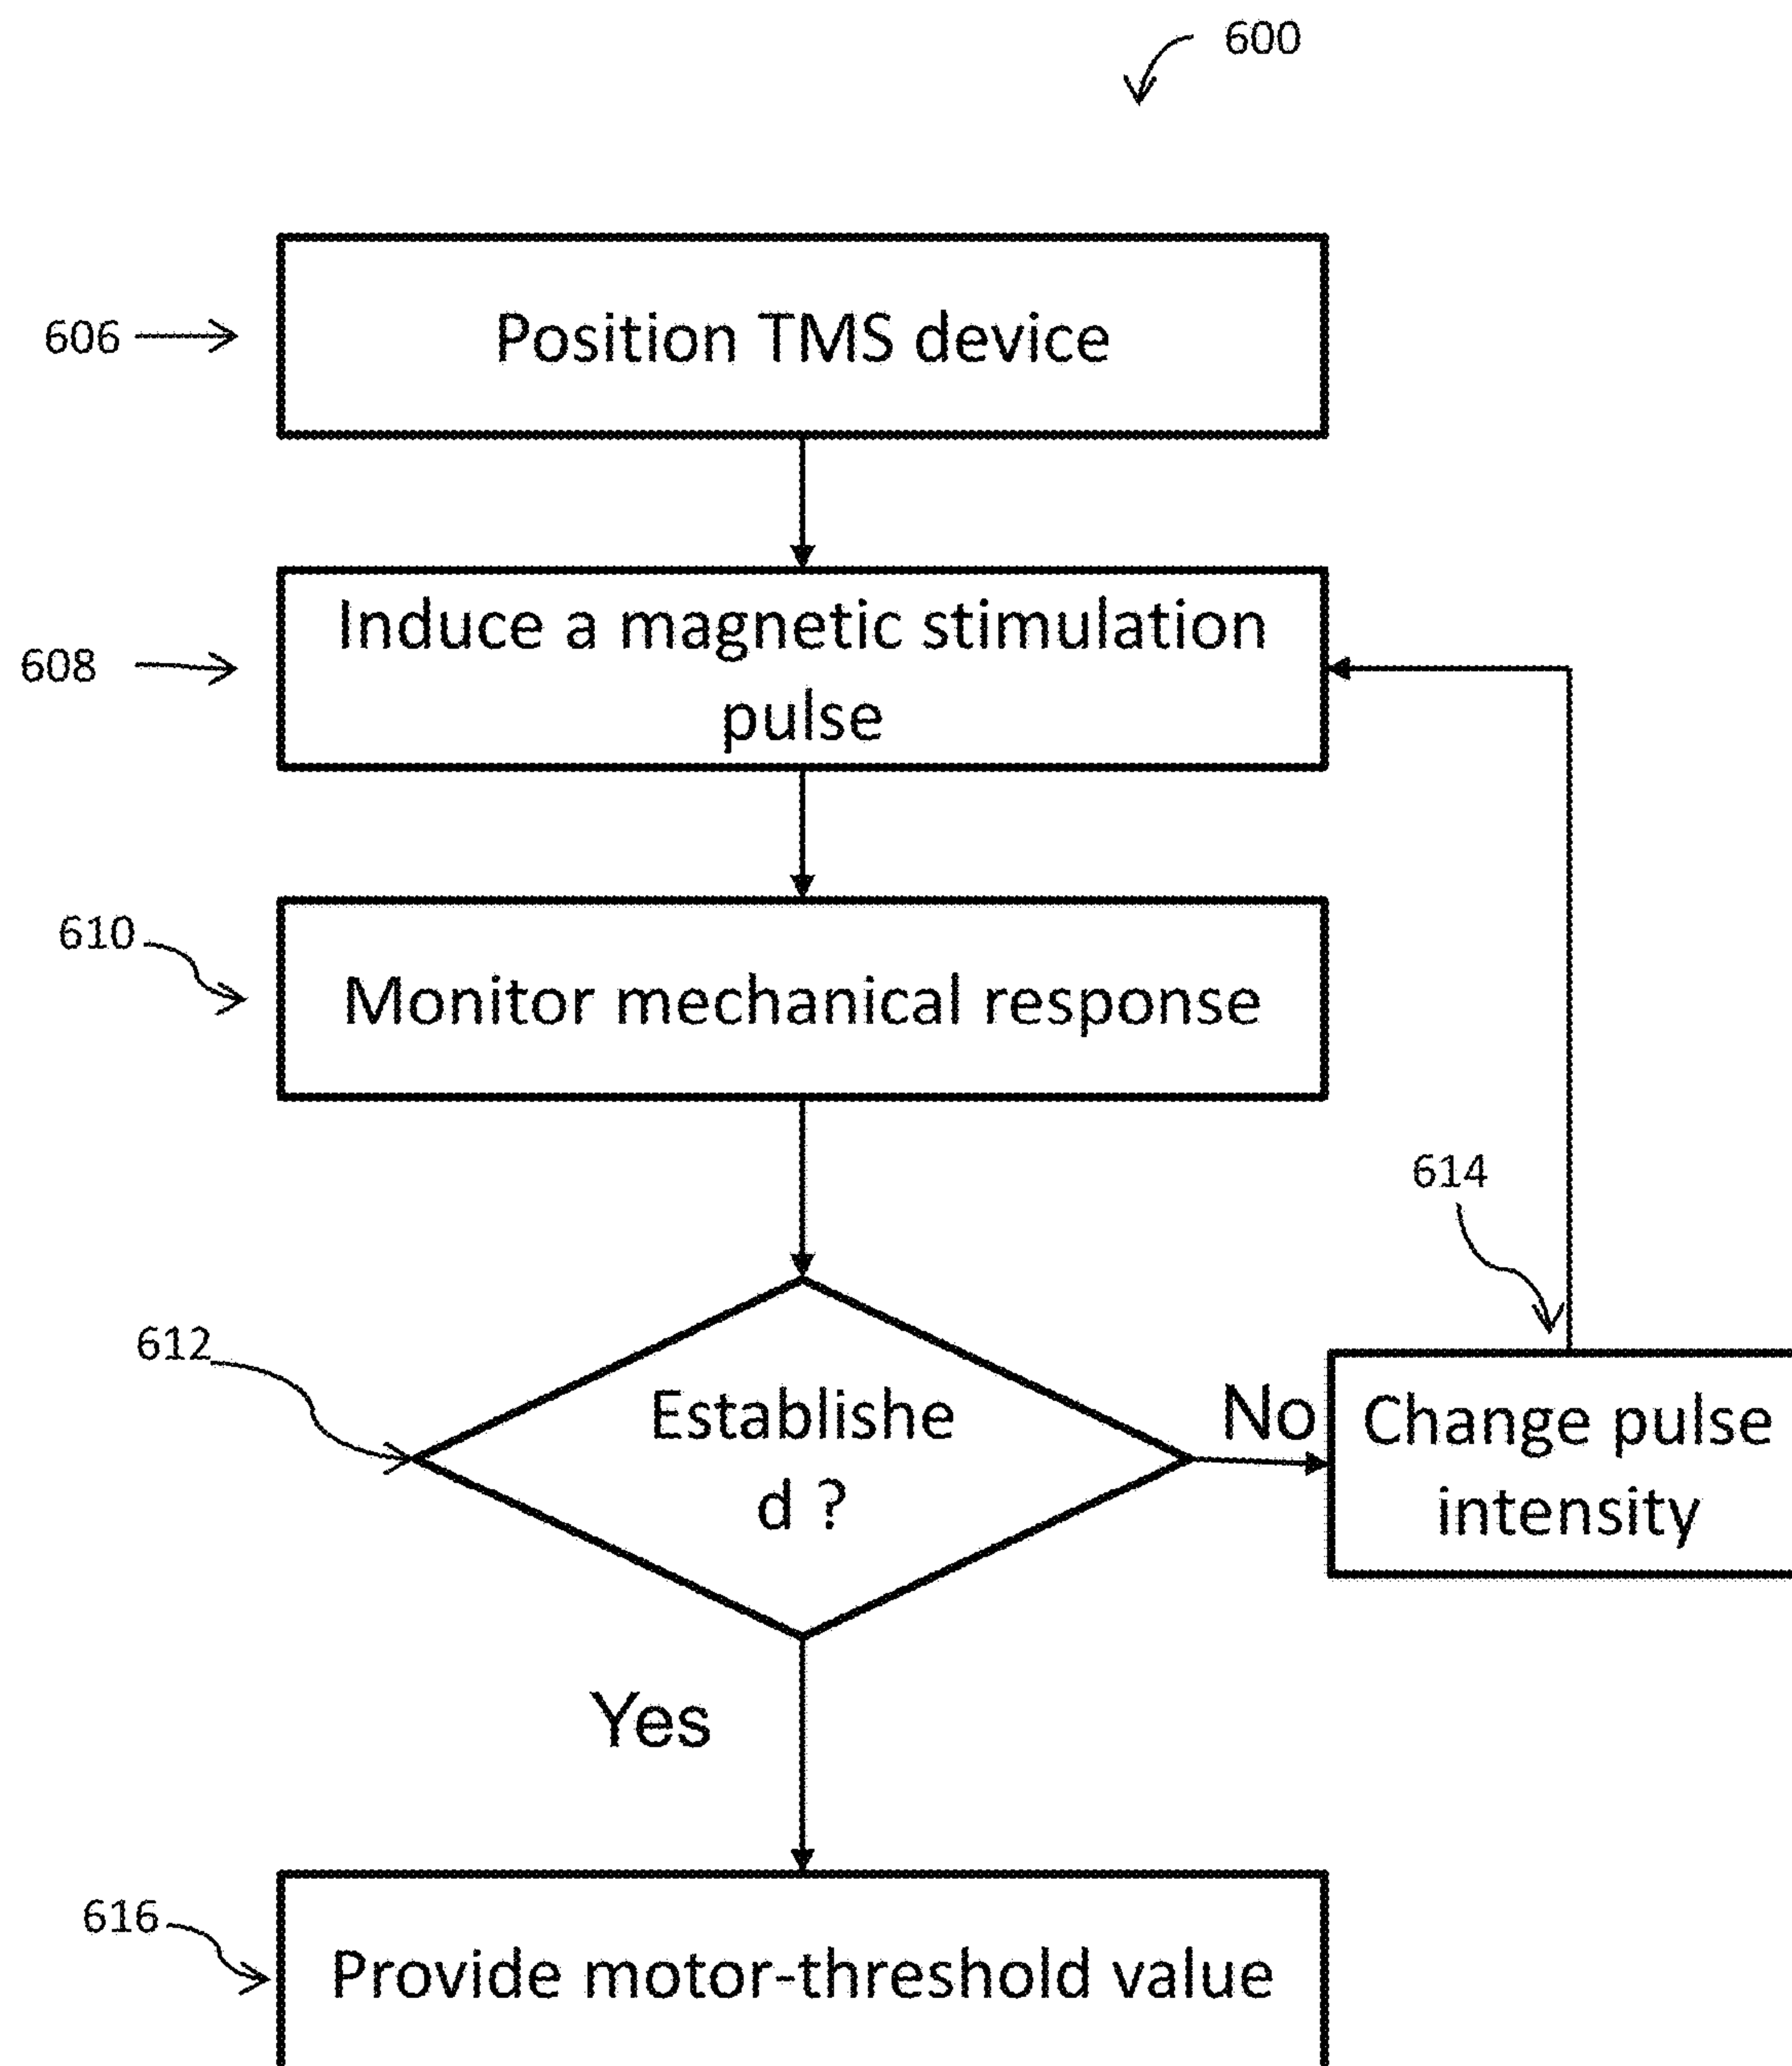 600
606
Position TMS device
608
Induce a magnetic stimulation
pulse
610
Monitor mechanical response
614
612
Establishe
d ?
No
Change pulse
intensity
Yes
616
Provide motor-threshold value